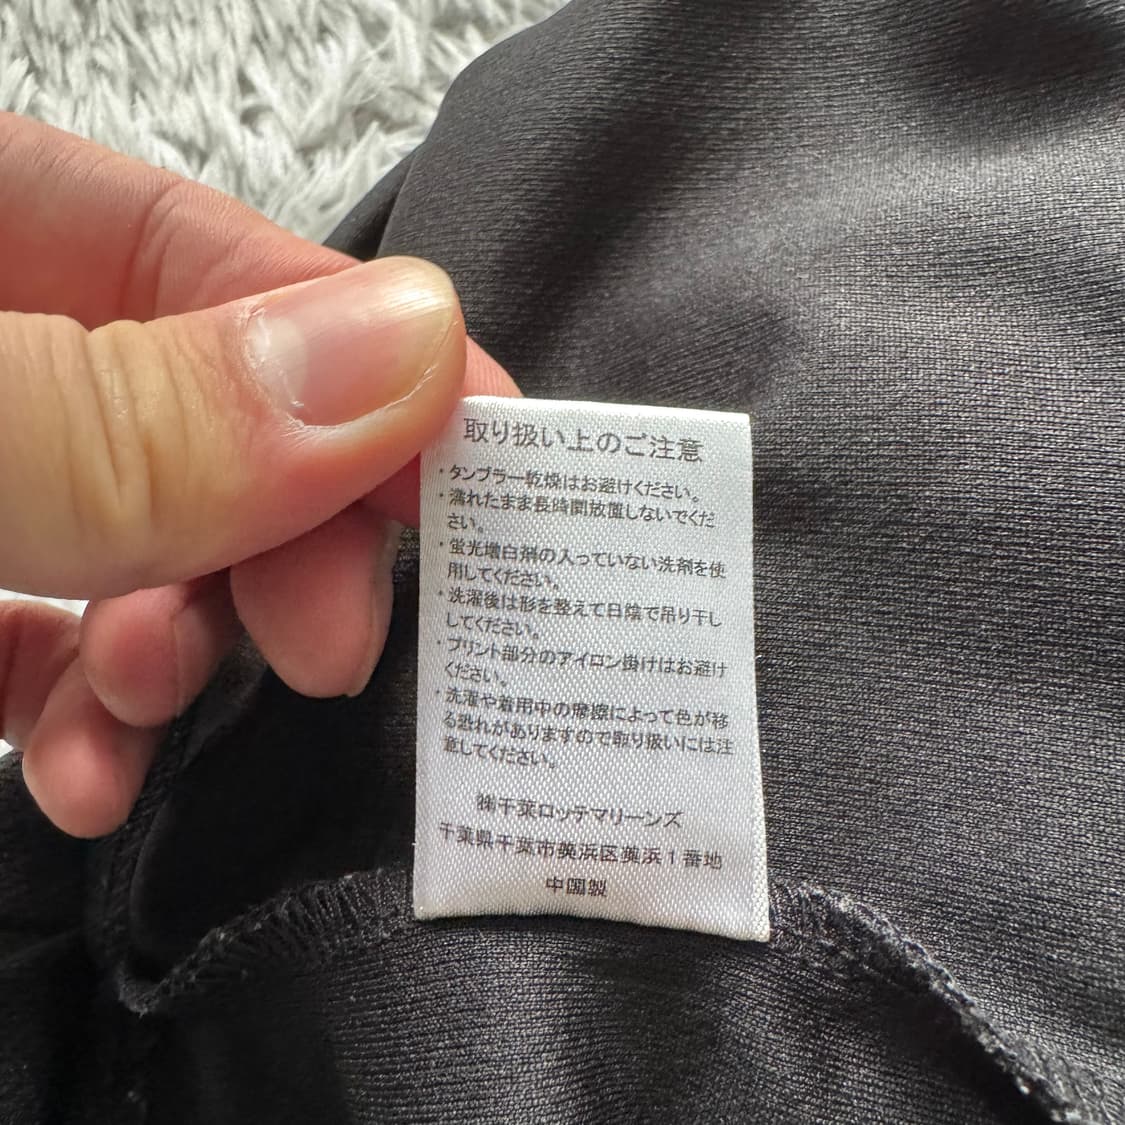 取り扱い上のご注意
・タンブラー乾燥はお避けください。
・濡れたまま長時間放置しないでくだ
さい。
・蛍光増白剤の入っていない洗剤を使
用してください。
・洗濯後は形を整えて日陰で吊り干し
してください。
・プリント部分のアイロン掛けはお避け
ください。
・洗濯や着用中の摩擦によって色が移
る恐れがありますので取り扱いには注
意してください。
㈱千葉ロッテマリーンズ
千葉県千葉市美浜区美浜1番地
中国製